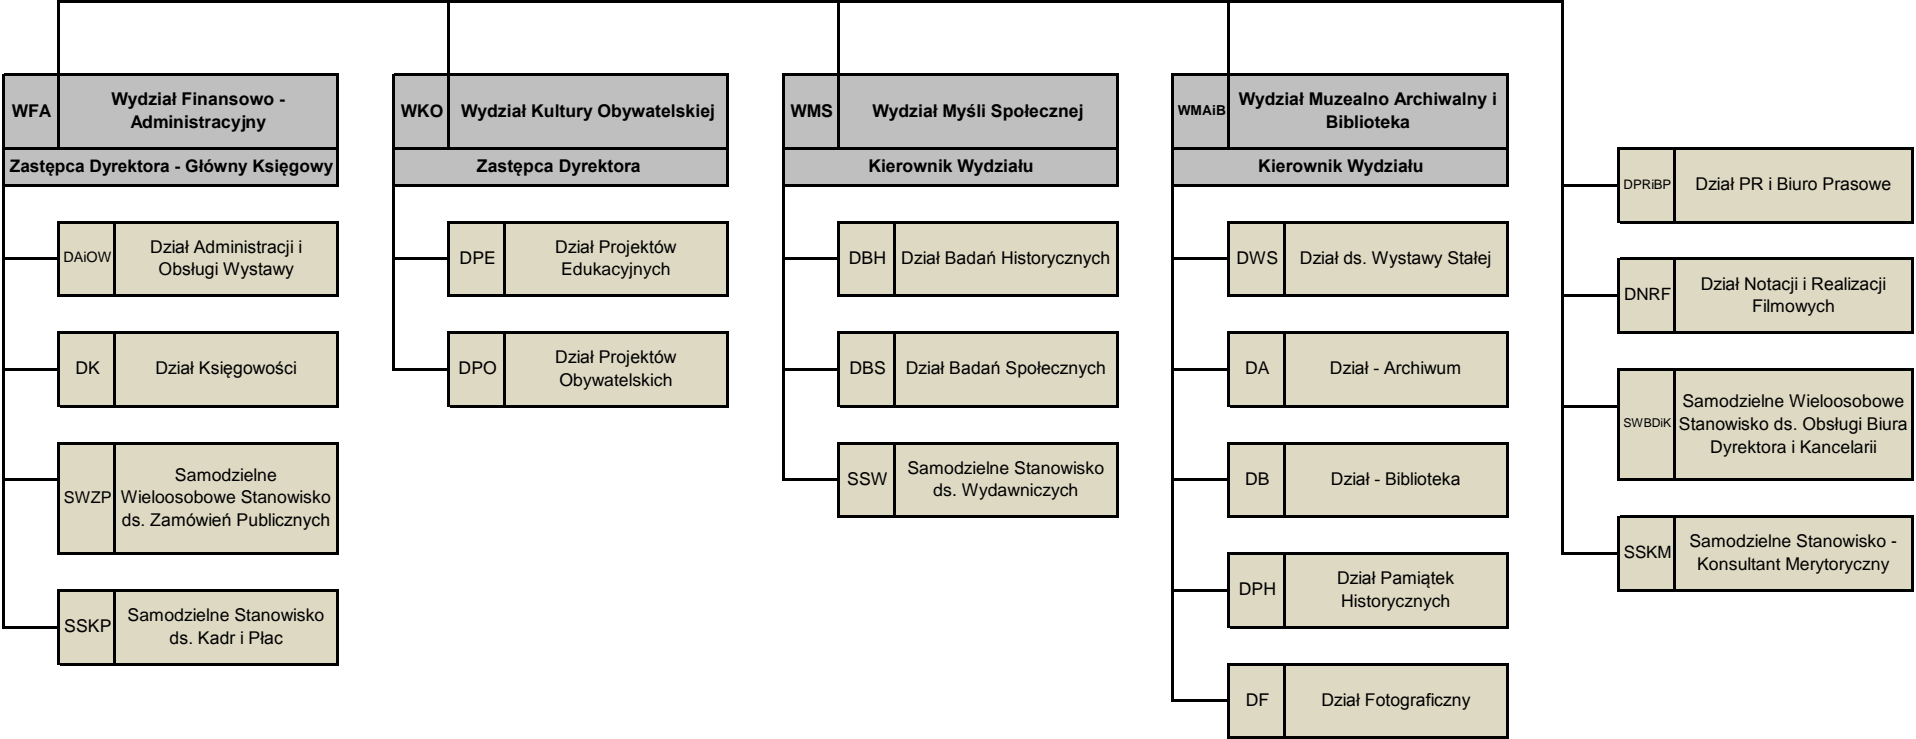 WFA
Wydział Finansowo -
Administracyjny
Zastępca Dyrektora - Główny Księgowy
DAiOW
Dział Administracji i
Obsługi Wystawy
DK
Dział Księgowości
SWZP
Samodzielne
Wieloosobowe Stanowisko
ds. Zamówień Publicznych
SSKP
Samodzielne Stanowisko
ds. Kadr i Płac
WKO
Wydział Kultury Obywatelskiej
Zastępca Dyrektora
DPE
Dział Projektów
Edukacyjnych
DPO
Dział Projektów
Obywatelskich
WMS
Wydział Myśli Społecznej
Kierownik Wydziału
DBH
Dział Badań Historycznych
DBS
Dział Badań Społecznych
SSW
Samodzielne Stanowisko
ds. Wydawniczych
WMAiB
Wydział Muzealno Archiwalny i
Biblioteka
Kierownik Wydziału
DWS
Dział ds. Wystawy Stałej
DA
Dział - Archiwum
DB
Dział - Biblioteka
DPH
Dział Pamiątek
Historycznych
DF
Dział Fotograficzny
DPRiBP
Dział PR i Biuro Prasowe
DNRF
Dział Notacji i Realizacji
Filmowych
SWBDiK
Samodzielne Wieloosobowe
Stanowisko ds. Obsługi Biura
Dyrektora i Kancelarii
SSKM
Samodzielne Stanowisko -
Konsultant Merytoryczny